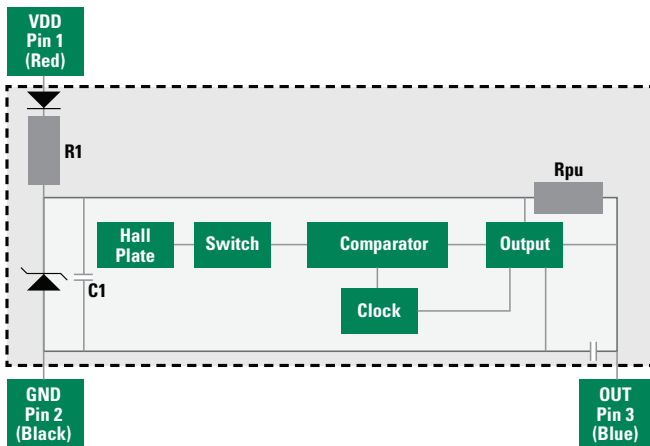 VDD
Pin 1
(Red)
R1
Rpu
Hall
Plate
Switch
Comparator
Output
C1
Clock
GND
Pin 2
(Black)
OUT
Pin 3
(Blue)